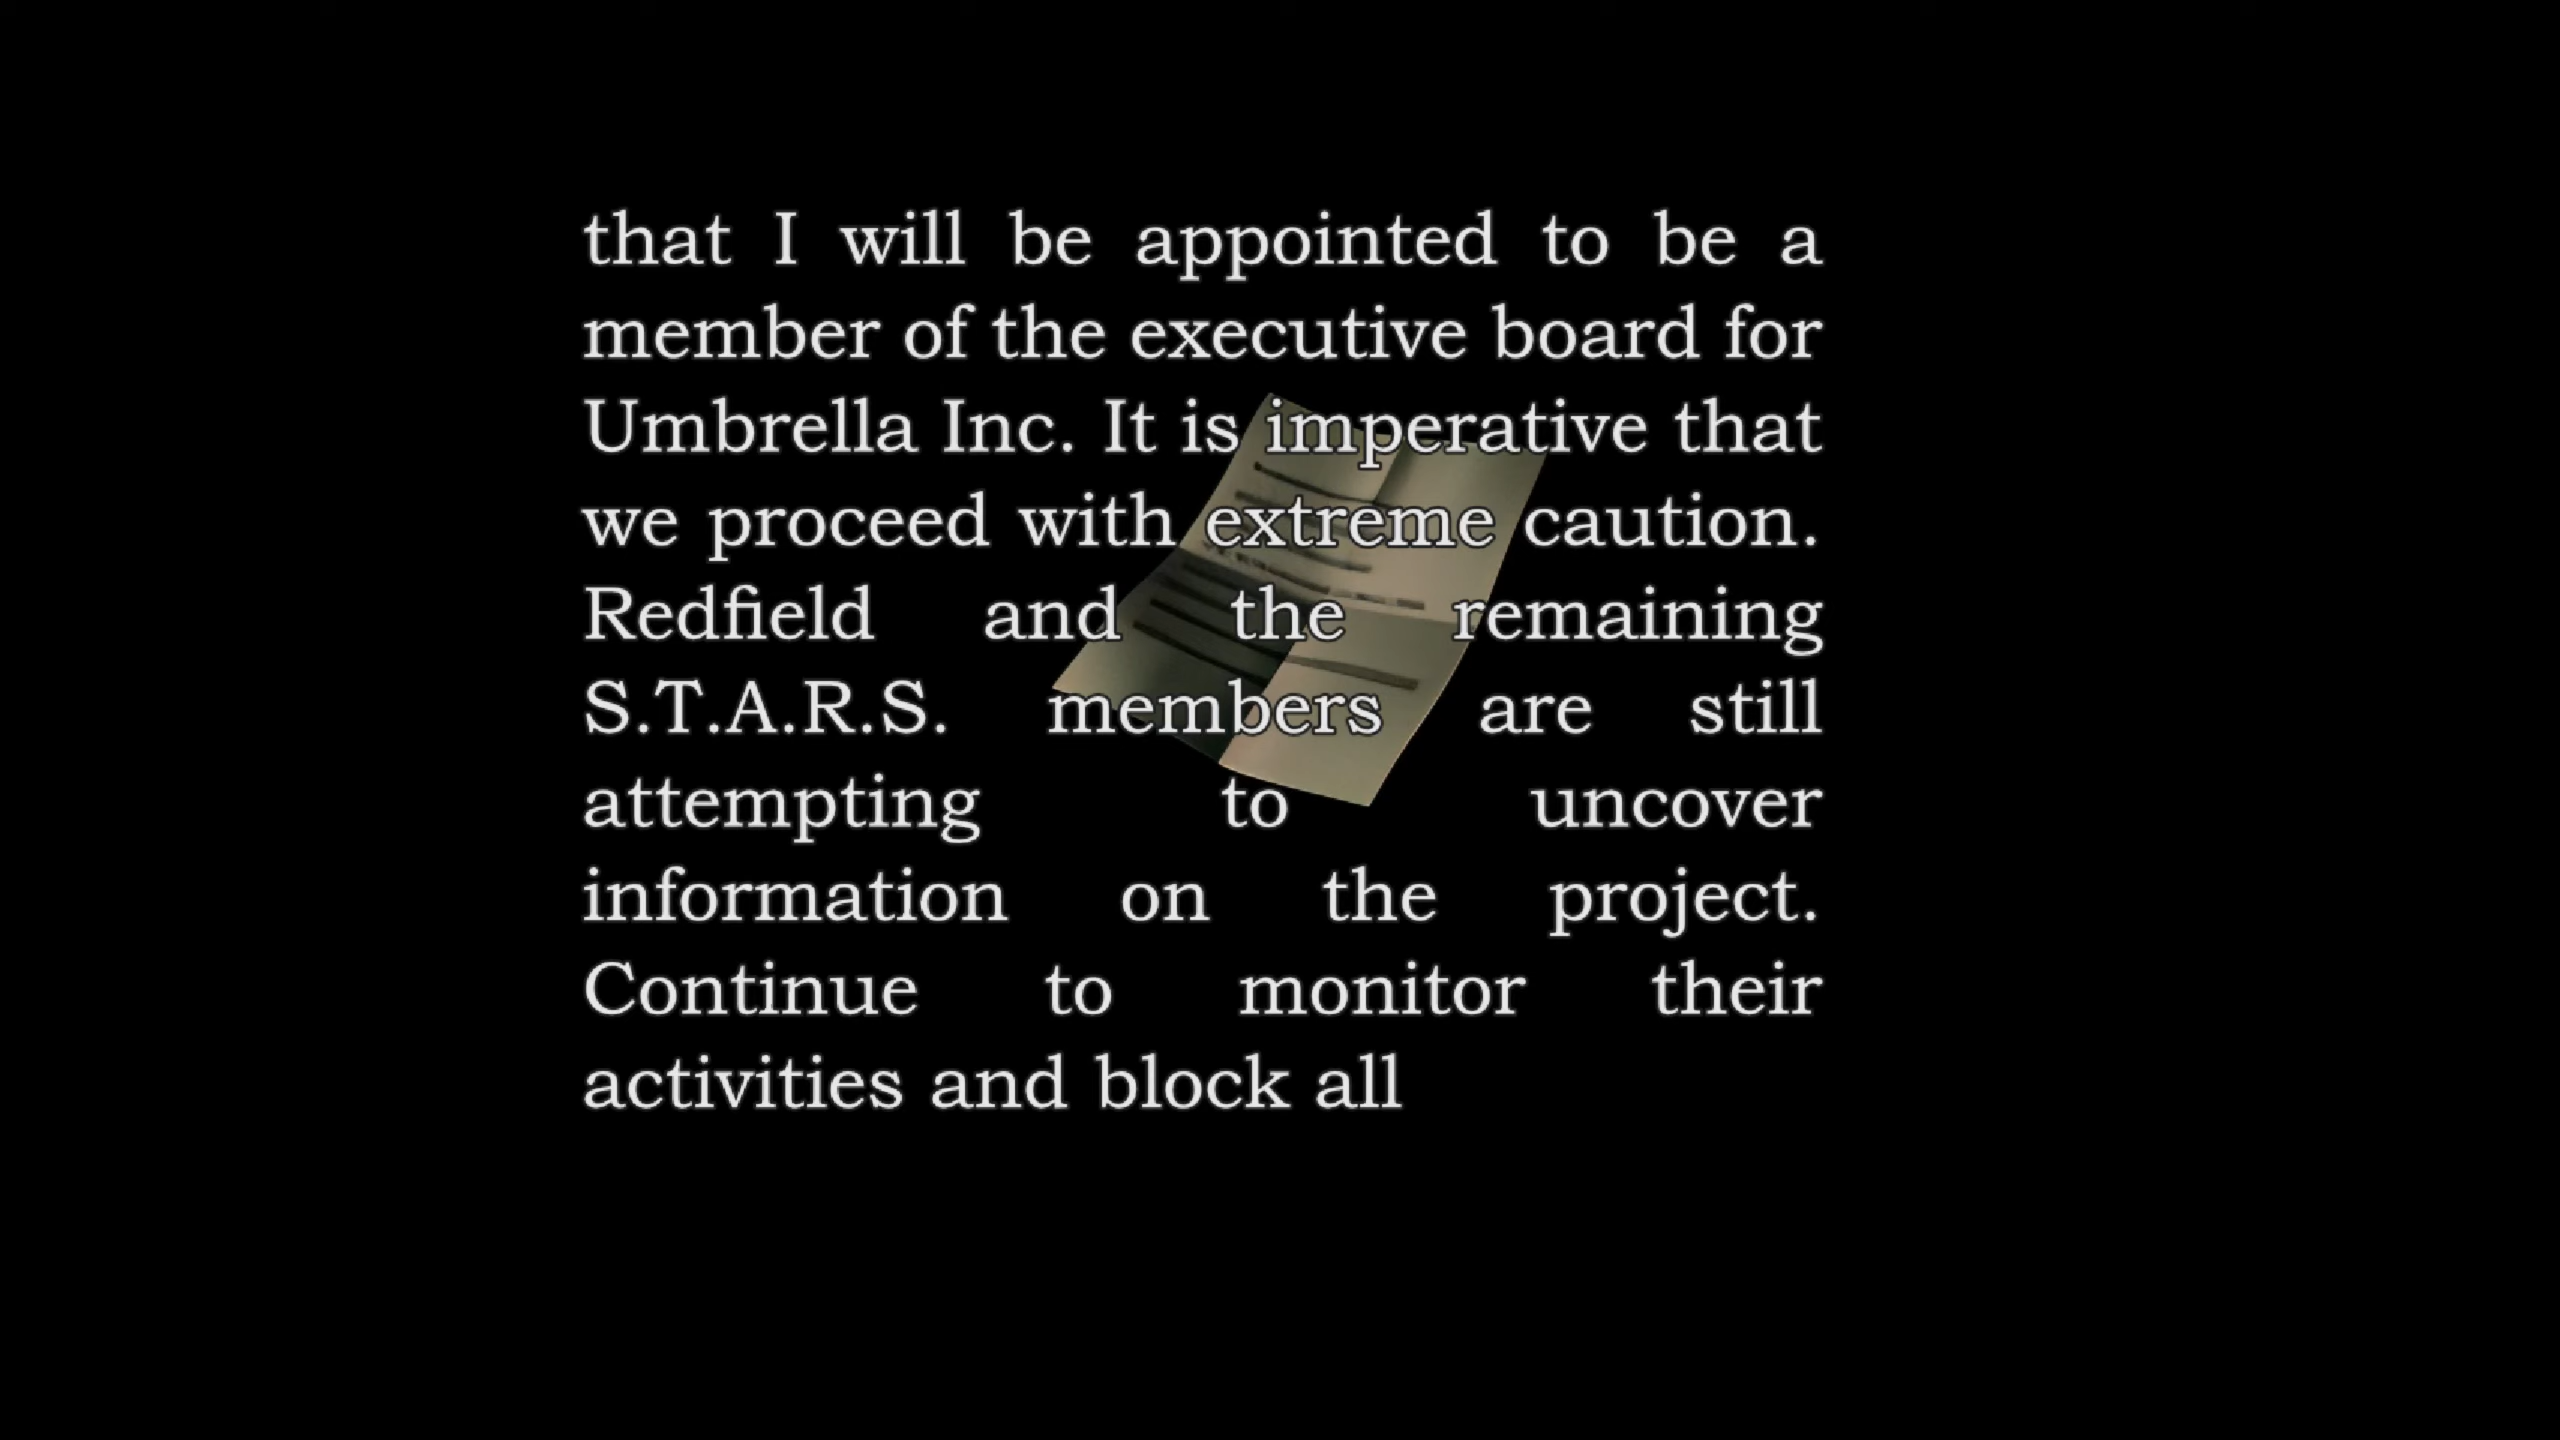 that I will be appointed to be a
member of the executive board for
Umbrella Inc. It is imperative that
we proceed with extreme caution.
Redfield and the remaining
S.T.A.R.S. members are still
attempting to uncover
information on the project.
Continue to monitor their
activities and block all